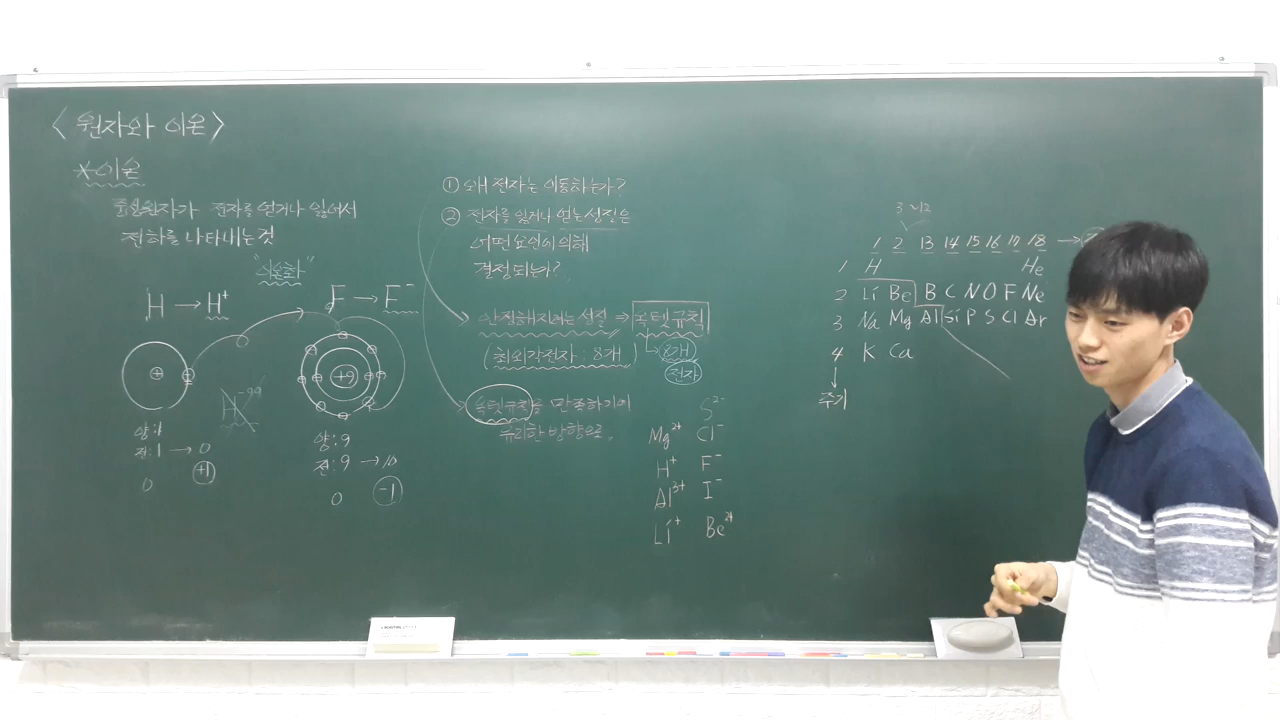 <원자와 이온>
*이온
중성원자가 전자를 얻거나 잃어서
전하를 나타내는것
"이온화"
H → H⁺
F → F⁻
+
+9
H⁻⁹⁹
양:1
전:1 → 0
0 +1
양:9
전:9 → 10
0 -1
① 왜 전자는 이동하는가?
② 전자를 잃거나 얻는 성질은
어떤요인에 의해
결정되는가?
안정해지려는 성질 ⇒ 옥텟규칙
(최외각전자 : 8개)
8개
전자
옥텟규칙을 만족하기에
유리한 방향으로.
S²⁻
Mg²⁺ Cl⁻
H⁺ F⁻
Al³⁺ I⁻
Li⁺ Be²⁺
1 2 13 14 15 16 17 18 →
1 H He
2 Li Be B C N O F Ne
3 Na Mg Al Si P S Cl Ar
4 K Ca
↓
주기